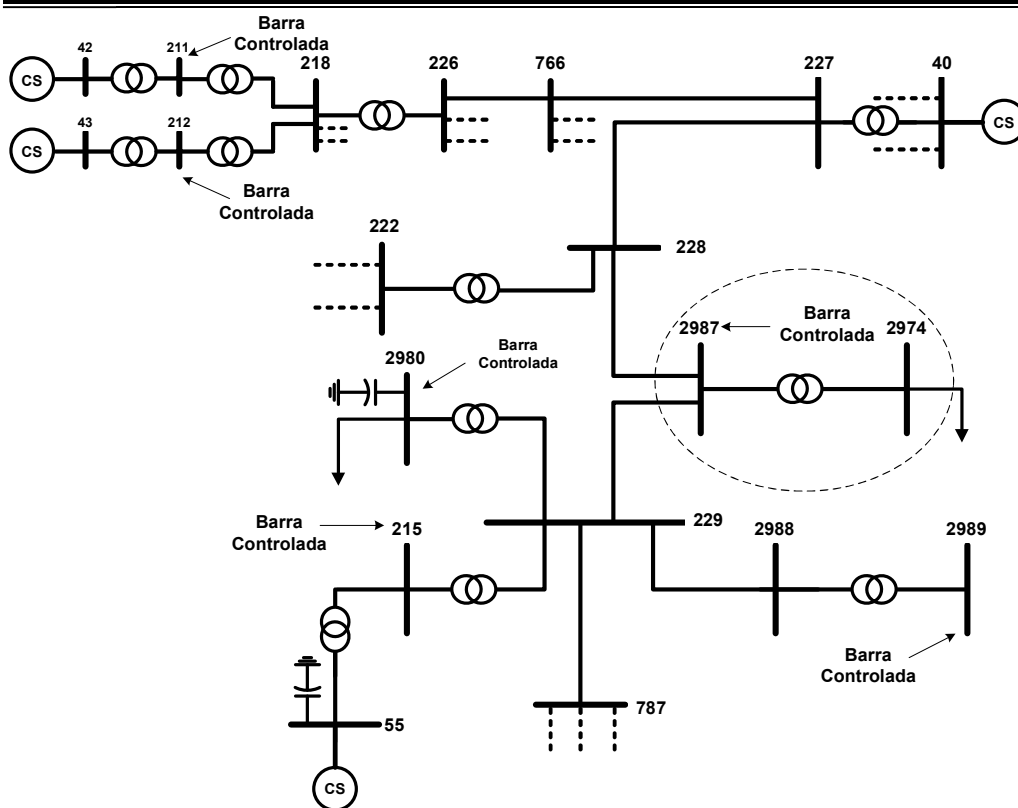 Barra
Controlada
42
211
218
226
766
227
40
CS
CS
43
212
CS
Barra
Controlada
222
228
Barra
Controlada
2987
2974
Barra
Controlada
2980
Barra
Controlada
215
229
2988
2989
Barra
Controlada
787
55
CS